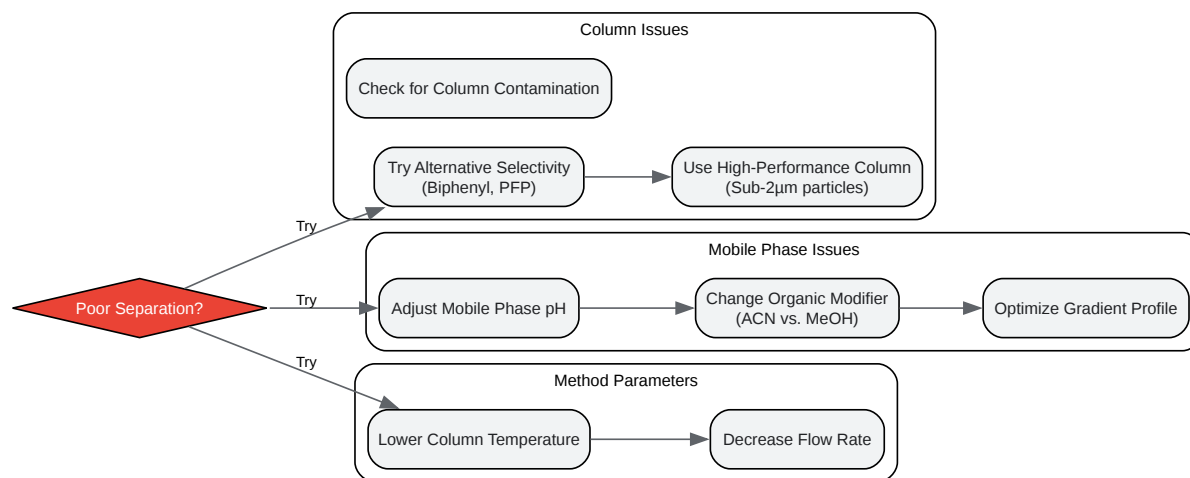 Column Issues
Check for Column Contamination
Try Alternative Selectivity
(Biphenyl, PFP)
Use High-Performance Column
(Sub-2µm particles)
Try
Mobile Phase Issues
Poor Separation?
Try
Adjust Mobile Phase pH
Change Organic Modifier
(ACN vs. MeOH)
Optimize Gradient Profile
Try
Method Parameters
Lower Column Temperature
Decrease Flow Rate